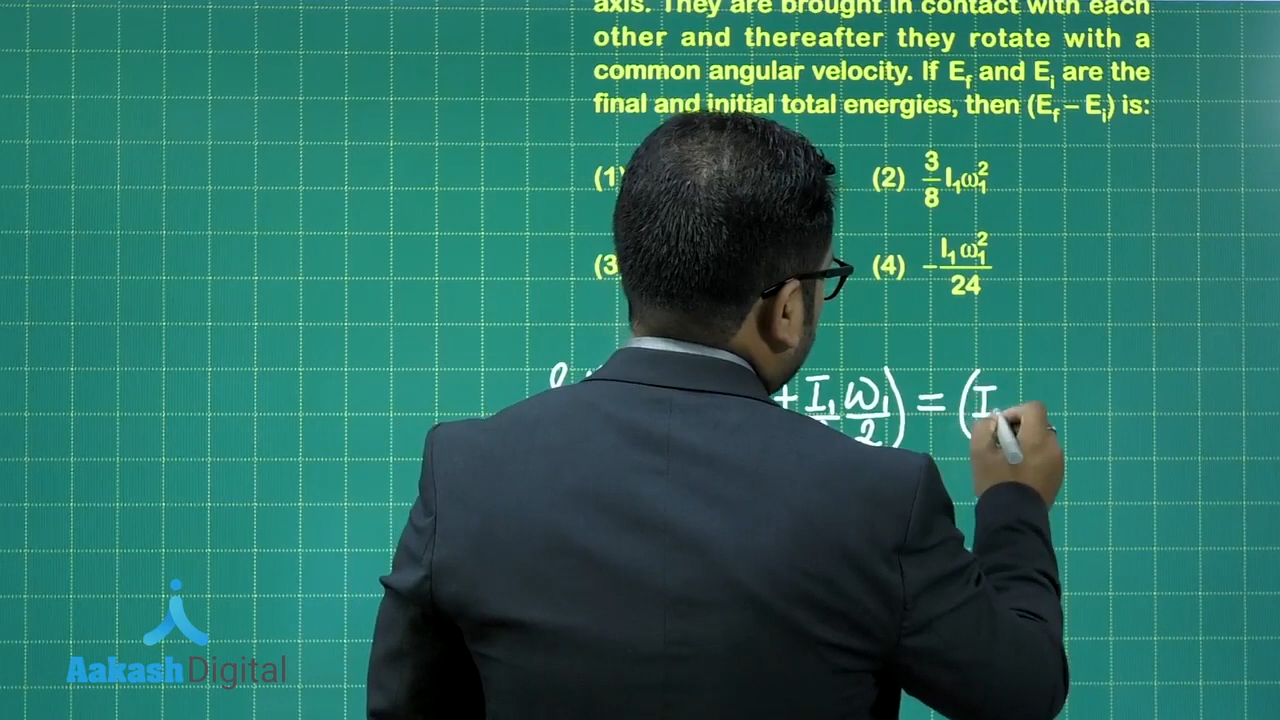 axis. They are brought in contact with each
other and thereafter they rotate with a
common angular velocity. If E_f and E_i are the
final and initial total energies, then (E_f – E_i) is:
(1)
(2) 3/8 I₁ω₁²
(3
(4) – I₁ω₁²/24
+ I₁ ω₁/2) = (I
Aakash Digital